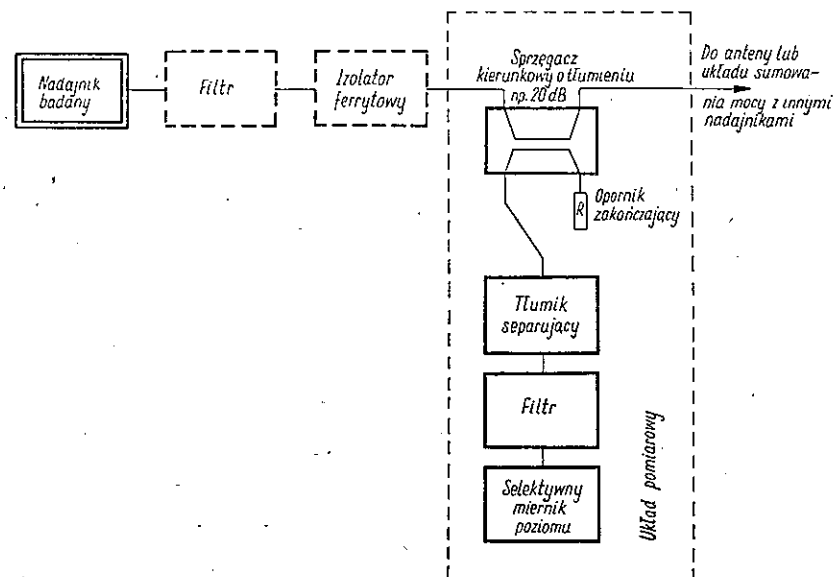 Nadajnik
badany
Filtr
Izolator
ferrytowy
Sprzęgacz
kierunkowy o tłumieniu
np. 20 dB
Do anteny lub
układu sumowa-
nia mocy z innymi
nadajnikami
R
Opornik
zakończający
Tłumik
separujący
Filtr
Selektywny
miernik
poziomu
Układ pomiarowy